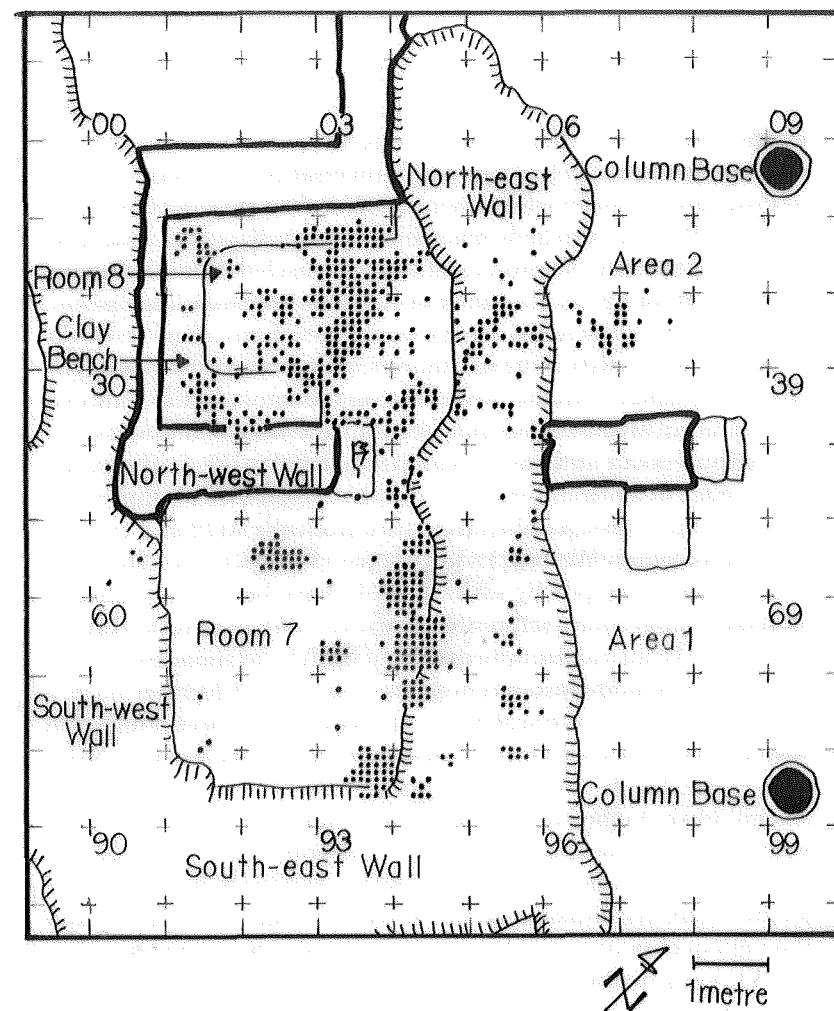 00
03
06
09
North-east
Wall
Column Base
Room 8
Area 2
Clay
Bench
30
39
North-west Wall
60
69
Room 7
Area 1
South-west
Wall
Column Base
90
93
96
99
South-east Wall
N
1 metre